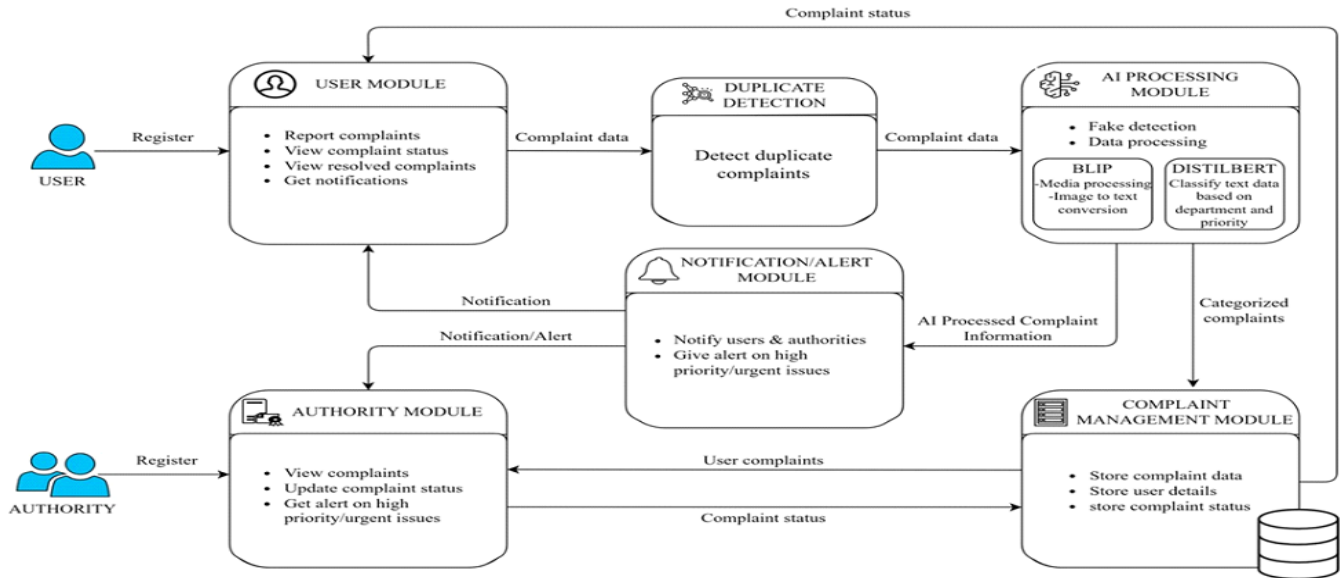 Complaint status
USER MODULE
Report complaints
View complaint status
View resolved complaints
Get notifications
Register
USER
Complaint data
DUPLICATE
DETECTION
Detect duplicate
complaints
Complaint data
AI PROCESSING
MODULE
Fake detection
Data processing
BLIP
-Media processing
-Image to text
conversion
DISTILBERT
Classify text data
based on
department and
priority
NOTIFICATION/ALERT
MODULE
Notify users & authorities
Give alert on high
priority/urgent issues
Notification
Notification/Alert
AI Processed Complaint
Information
Categorized
complaints
AUTHORITY MODULE
View complaints
Update complaint status
Get alert on high
priority/urgent issues
Register
AUTHORITY
User complaints
Complaint status
COMPLAINT
MANAGEMENT MODULE
Store complaint data
Store user details
store complaint status